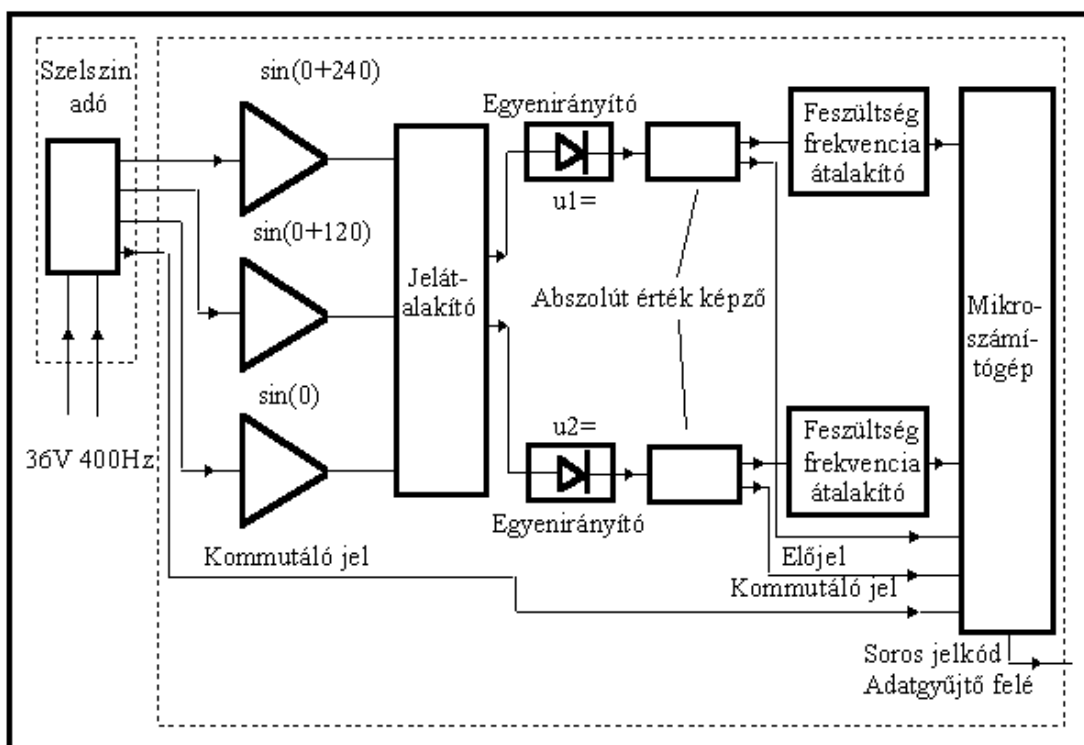 Szelszin
adó
sin(0+240)
Egyenirányító
u1=
Feszültség
frekvencia
átalakító
sin(0+120)
Jelát-
alakító
Abszolút érték képző
Mikro-
számí-
tógép
sin(0)
36V 400Hz
u2=
Egyenirányító
Feszültség
frekvencia
átalakító
Kommutáló jel
Előjel
Kommutáló jel
Soros jelkód
Adatgyűjtő felé